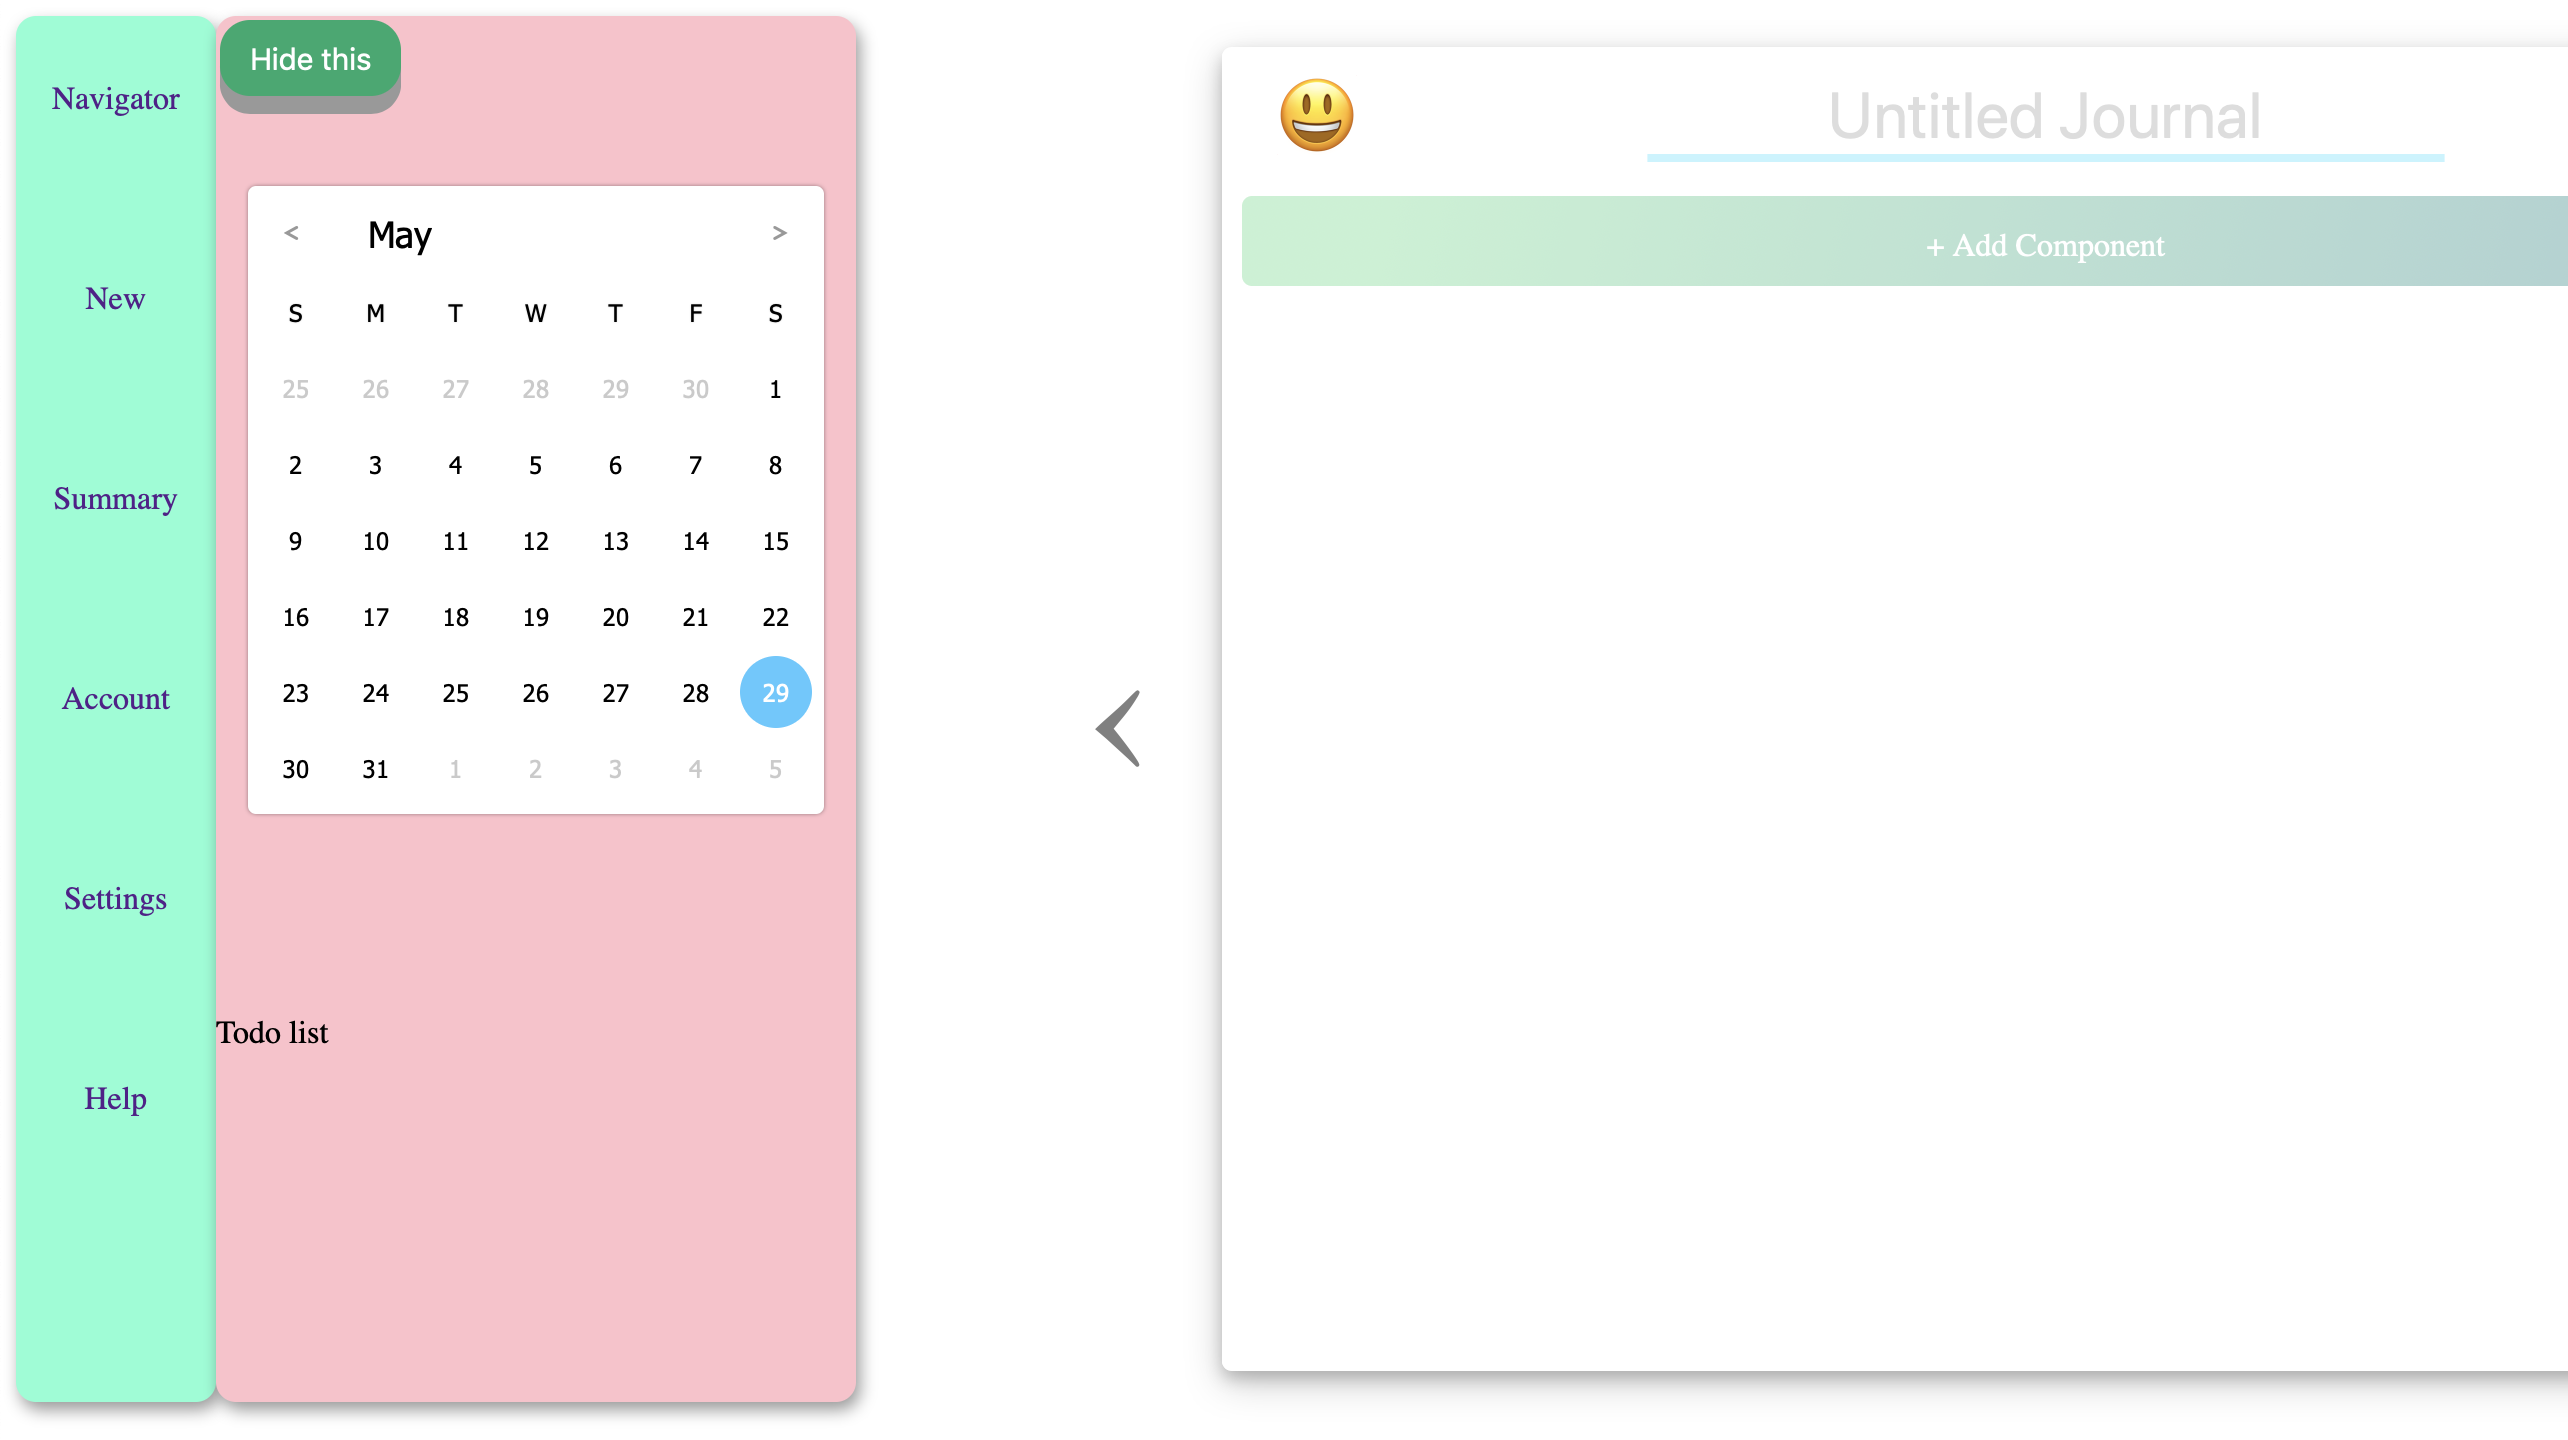 Navigator
New
Summary
Account
Settings
Help
Hide this
< May >
S M T W T F S
25 26 27 28 29 30 1
2 3 4 5 6 7 8
9 10 11 12 13 14 15
16 17 18 19 20 21 22
23 24 25 26 27 28 29
30 31 1 2 3 4 5
Todo list
Untitled Journal
+ Add Component